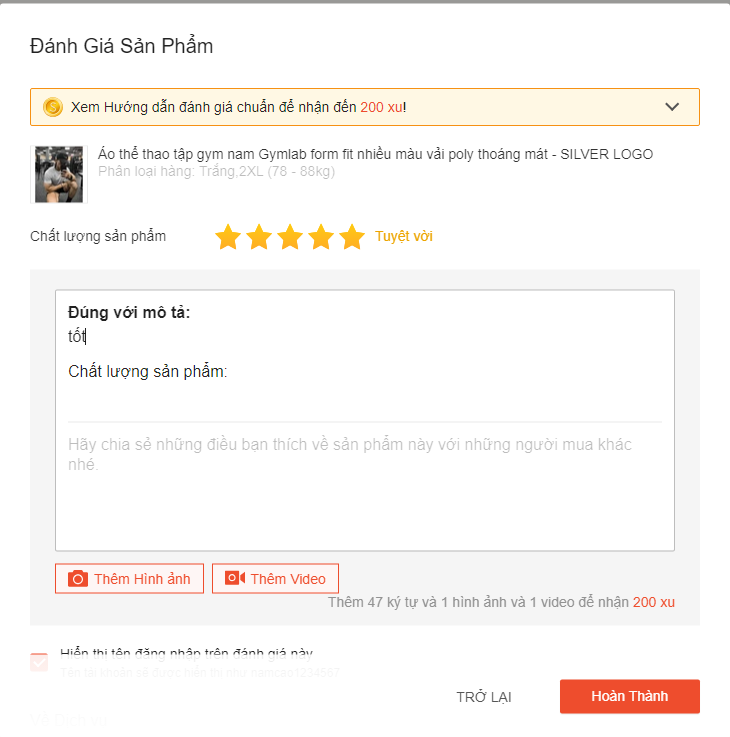 Đánh Giá Sản Phẩm
Xem Hướng dẫn đánh giá chuẩn để nhận đến 200 xu!
Áo thể thao tập gym nam Gymlab form fit nhiều màu vải poly thoáng mát - SILVER LOGO
Phân loại hàng: Trắng,2XL (78 - 88kg)
Chất lượng sản phẩm
Tuyệt vời
Đúng với mô tả:
tốt
Chất lượng sản phẩm:
Hãy chia sẻ những điều bạn thích về sản phẩm này với những người mua khác
nhé.
Thêm Hình ảnh
Thêm Video
Thêm 47 ký tự và 1 hình ảnh và 1 video để nhận 200 xu
Hiển thị tên đăng nhập trên đánh giá này
Tên tài khoản sẽ được hiển thị như namcao1234567
TRỞ LẠI
Hoàn Thành
Về Dịch vụ